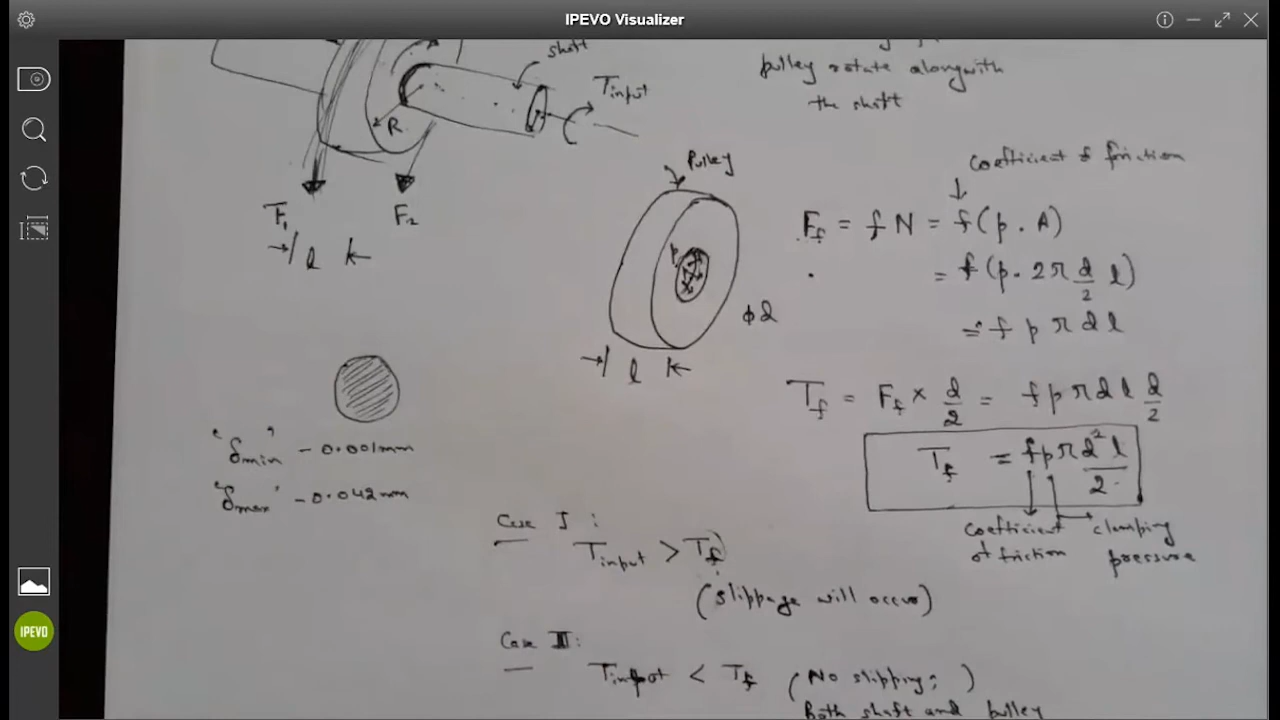 IPEVO Visualizer
shaft
pulley rotate alongwith
the shaft
Tinput
R
F1
F2
l
Pulley
p
ϕd
l
coefficient of friction
Ff = f N = f(p . A)
= f(p. 2π d/2 l)
= f p π d l
Tf = Ff × d/2 = f p π d l d/2
Tf = f p π d² l / 2
coefficient of friction
clamping pressure
"δmin" - 0.001mm
"δmax" - 0.042mm
Case I :
Tinput > Tf
(slippage will occur)
Case II :
Tinput < Tf (No slipping; )
Both shaft and pulley
IPEVO